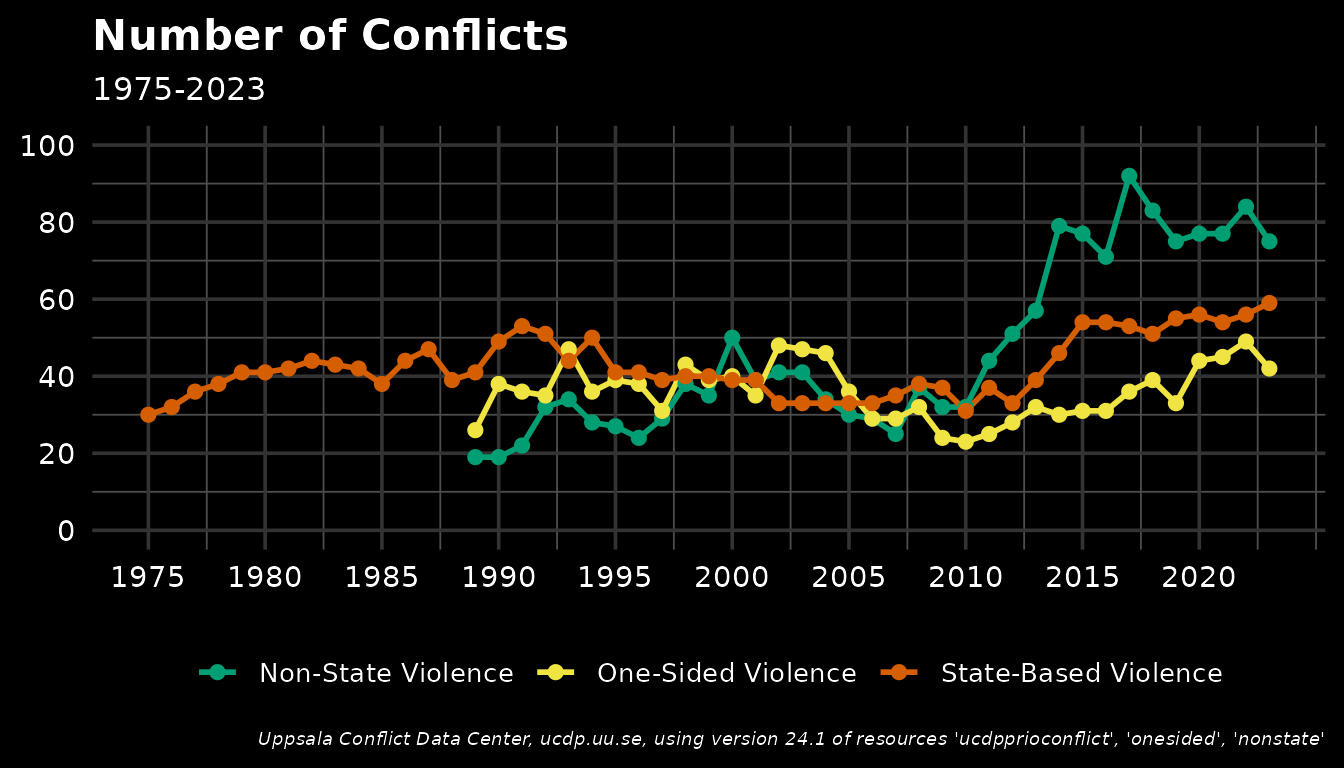 Number of Conflicts
1975-2023
100
80
60
40
20
0
1975 1980 1985 1990 1995 2000 2005 2010 2015 2020
Non-State Violence One-Sided Violence State-Based Violence
Uppsala Conflict Data Center, ucdp.uu.se, using version 24.1 of resources 'ucdpprioconflict', 'onesided', 'nonstate'